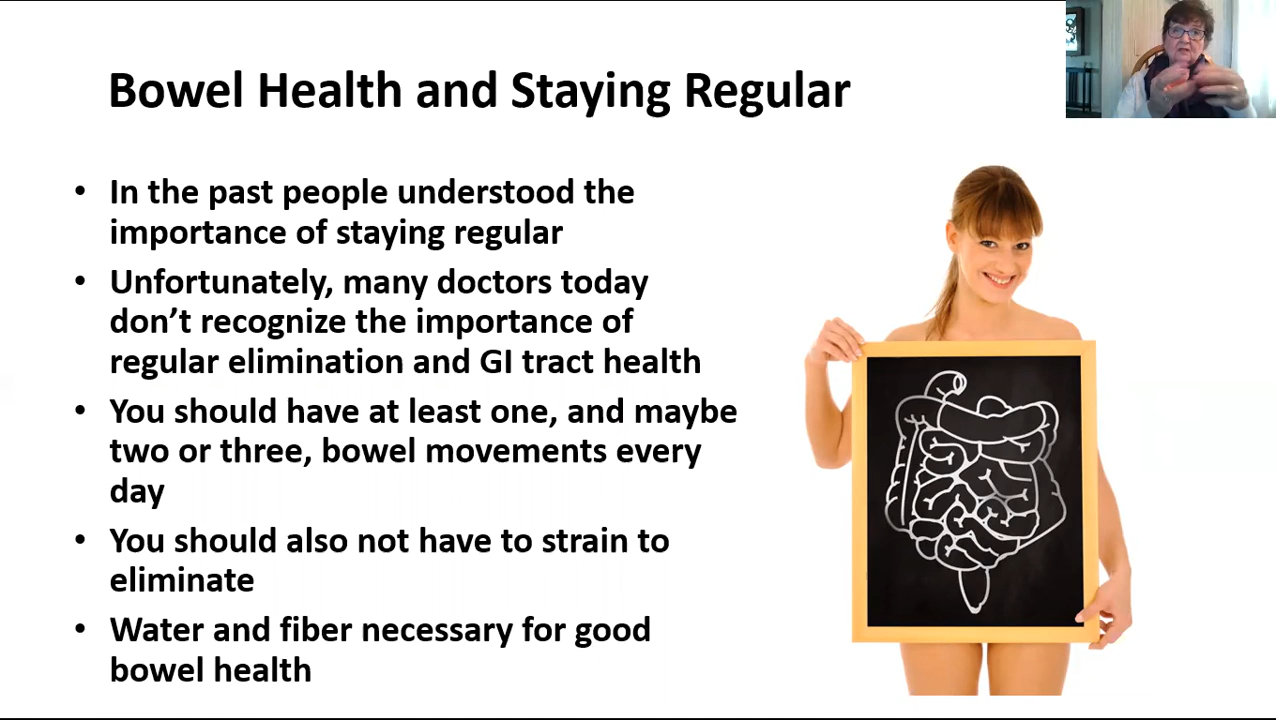 Bowel Health and Staying Regular
• In the past people understood the
importance of staying regular
• Unfortunately, many doctors today
don’t recognize the importance of
regular elimination and GI tract health
• You should have at least one, and maybe
two or three, bowel movements every
day
• You should also not have to strain to
eliminate
• Water and fiber necessary for good
bowel health